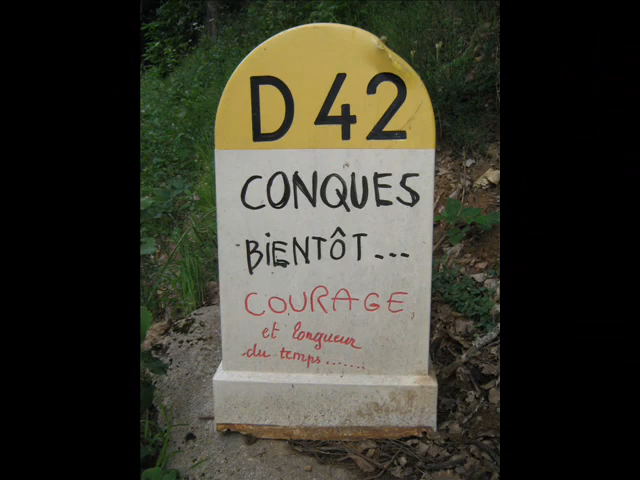 D 42
CONQUES
BIENTÔT...
COURAGE
et longueur
du temps.......